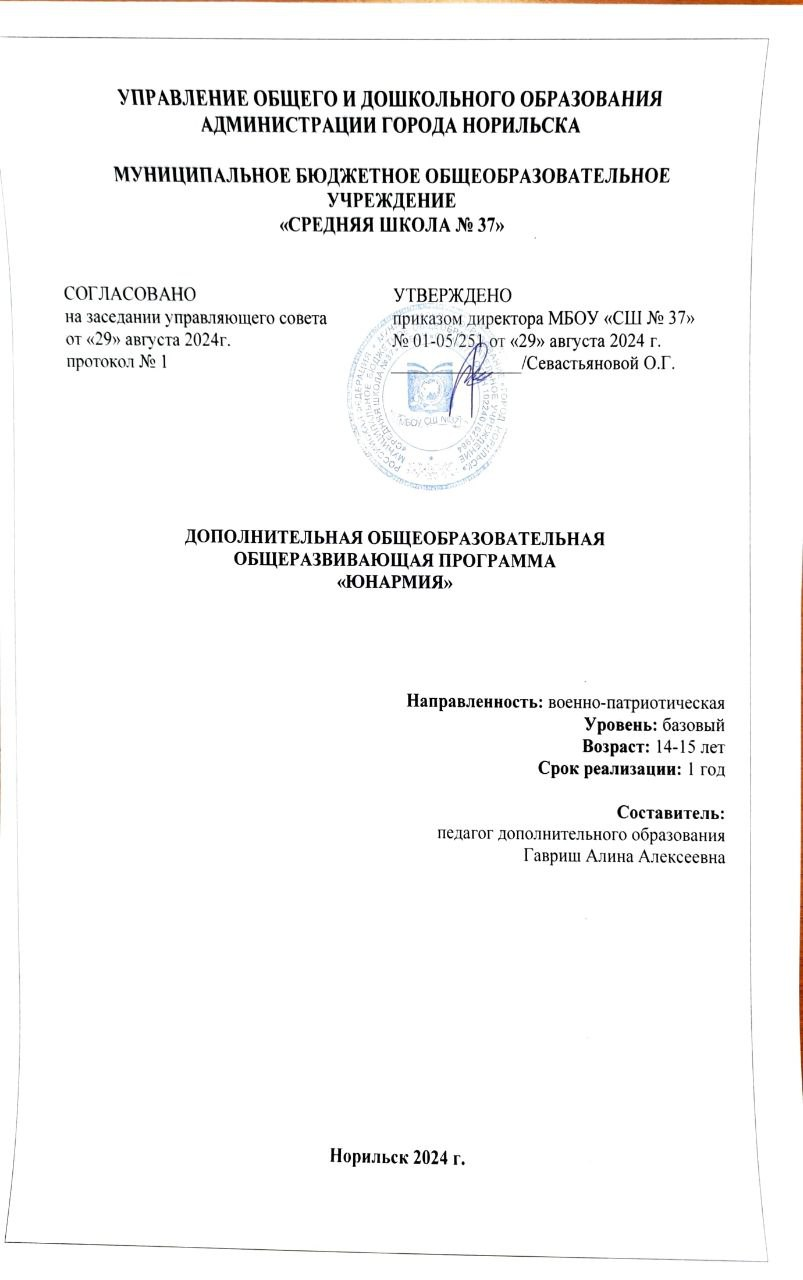 УПРАВЛЕНИЕ ОБЩЕГО И ДОШКОЛЬНОГО ОБРАЗОВАНИЯ
АДМИНИСТРАЦИИ ГОРОДА НОРИЛЬСКА
МУНИЦИПАЛЬНОЕ БЮДЖЕТНОЕ ОБЩЕОБРАЗОВАТЕЛЬНОЕ
УЧРЕЖДЕНИЕ
«СРЕДНЯЯ ШКОЛА № 37»
СОГЛАСОВАНО
на заседании управляющего совета
от «29» августа 2024г.
протокол № 1
УТВЕРЖДЕНО
приказом директора МБОУ «СШ № 37»
№ 01-05/251 от «29» августа 2024 г.
/Севастьяновой О.Г.
МБОУ СШ №37
ДОПОЛНИТЕЛЬНАЯ ОБЩЕОБРАЗОВАТЕЛЬНАЯ
ОБЩЕРАЗВИВАЮЩАЯ ПРОГРАММА
«ЮНАРМИЯ»
Направленность: военно-патриотическая
Уровень: базовый
Возраст: 14-15 лет
Срок реализации: 1 год
Составитель:
педагог дополнительного образования
Гавриш Алина Алексеевна
Норильск 2024 г.